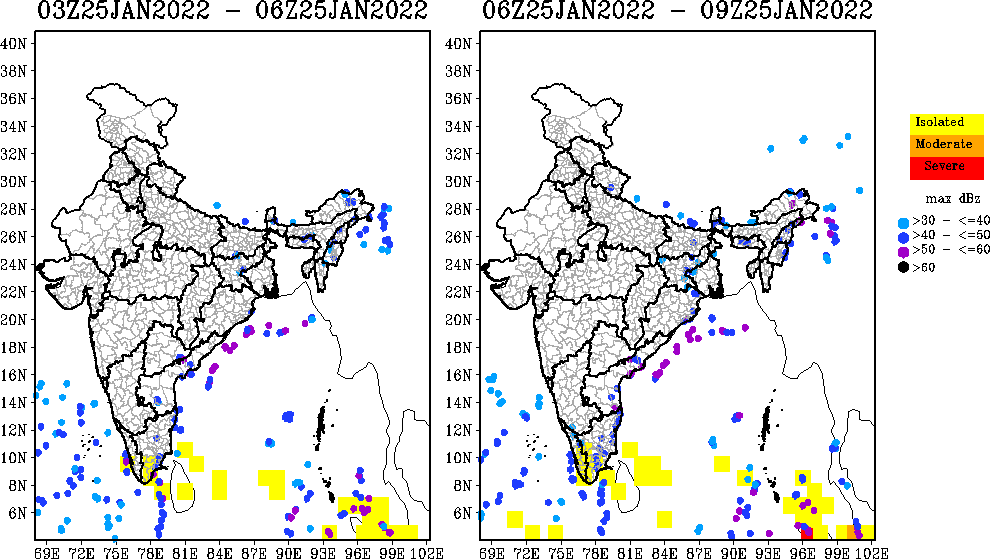 03Z25JAN2022 – 06Z25JAN2022
40N
38N
36N
34N
32N
30N
28N
26N
24N
22N
20N
18N
16N
14N
12N
10N
8N
6N
69E 72E 75E 78E 81E 84E 87E 90E 93E 96E 99E 102E
06Z25JAN2022 – 09Z25JAN2022
40N
38N
36N
34N
32N
30N
28N
26N
24N
22N
20N
18N
16N
14N
12N
10N
8N
6N
69E 72E 75E 78E 81E 84E 87E 90E 93E 96E 99E 102E
Isolated
Moderate
Severe
max dBz
>30 – <=40
>40 – <=50
>50 – <=60
>60